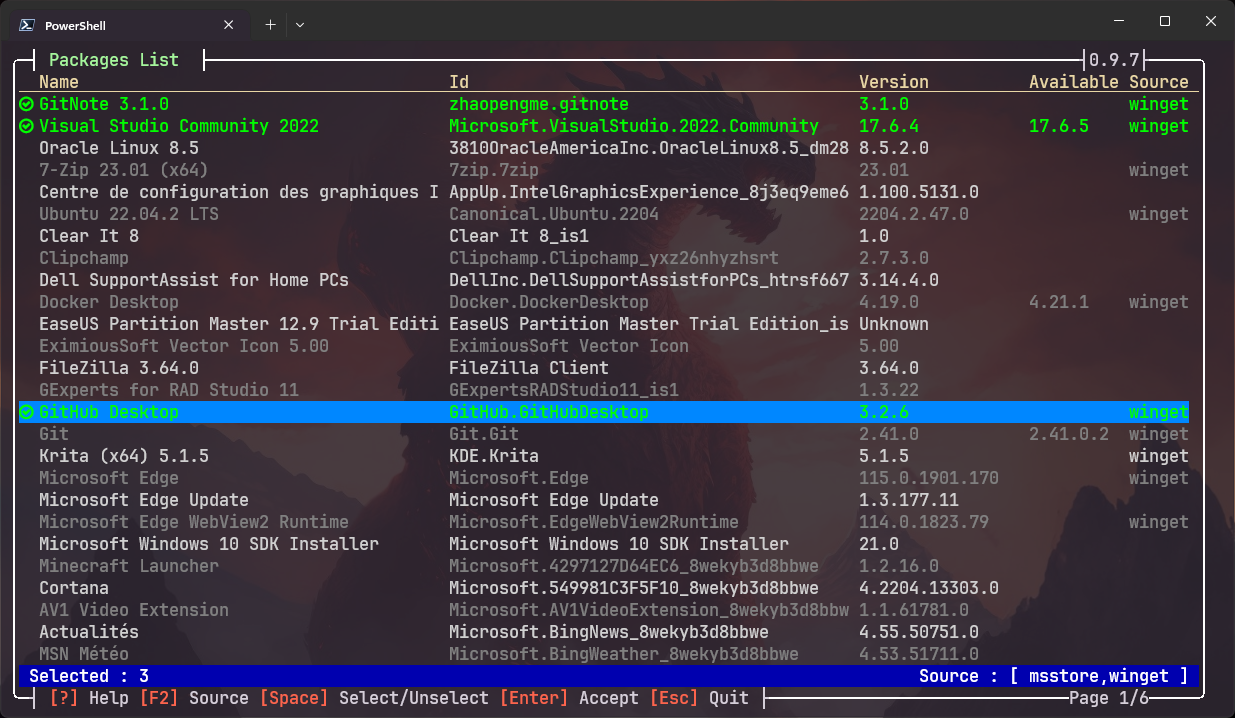 PowerShell
Packages List 0.9.7
Name Id Version Available Source
GitNote 3.1.0 zhaopengme.gitnote 3.1.0 winget
Visual Studio Community 2022 Microsoft.VisualStudio.2022.Community 17.6.4 17.6.5 winget
Oracle Linux 8.5 3810OracleAmericaInc.OracleLinux8.5_dm28 8.5.2.0
7-Zip 23.01 (x64) 7zip.7zip 23.01 winget
Centre de configuration des graphiques I AppUp.IntelGraphicsExperience_8j3eq9eme6 1.100.5131.0
Ubuntu 22.04.2 LTS Canonical.Ubuntu.2204 2204.2.47.0 winget
Clear It 8 Clear It 8_is1 1.0
Clipchamp Clipchamp.Clipchamp_yxz26nhyzhsrt 2.7.3.0
Dell SupportAssist for Home PCs DellInc.DellSupportAssistforPCs_htrsf667 3.14.4.0
Docker Desktop Docker.DockerDesktop 4.19.0 4.21.1 winget
EaseUS Partition Master 12.9 Trial Editi EaseUS Partition Master Trial Edition_is Unknown
EximiousSoft Vector Icon 5.00 EximiousSoft Vector Icon 5.00
FileZilla 3.64.0 FileZilla Client 3.64.0
GExperts for RAD Studio 11 GExpertsRADStudio11_is1 1.3.22
GitHub Desktop GitHub.GitHubDesktop 3.2.6 winget
Git Git.Git 2.41.0 2.41.0.2 winget
Krita (x64) 5.1.5 KDE.Krita 5.1.5 winget
Microsoft Edge Microsoft.Edge 115.0.1901.170 winget
Microsoft Edge Update Microsoft Edge Update 1.3.177.11
Microsoft Edge WebView2 Runtime Microsoft.EdgeWebView2Runtime 114.0.1823.79 winget
Microsoft Windows 10 SDK Installer Microsoft Windows 10 SDK Installer 21.0
Minecraft Launcher Microsoft.4297127D64EC6_8wekyb3d8bbwe 1.2.16.0
Cortana Microsoft.549981C3F5F10_8wekyb3d8bbwe 4.2204.13303.0
AV1 Video Extension Microsoft.AV1VideoExtension_8wekyb3d8bbw 1.1.61781.0
Actualités Microsoft.BingNews_8wekyb3d8bbwe 4.55.50751.0
MSN Météo Microsoft.BingWeather_8wekyb3d8bbwe 4.53.51711.0
Selected : 3 Source : [ msstore,winget ]
[?] Help [F2] Source [Space] Select/Unselect [Enter] Accept [Esc] Quit Page 1/6